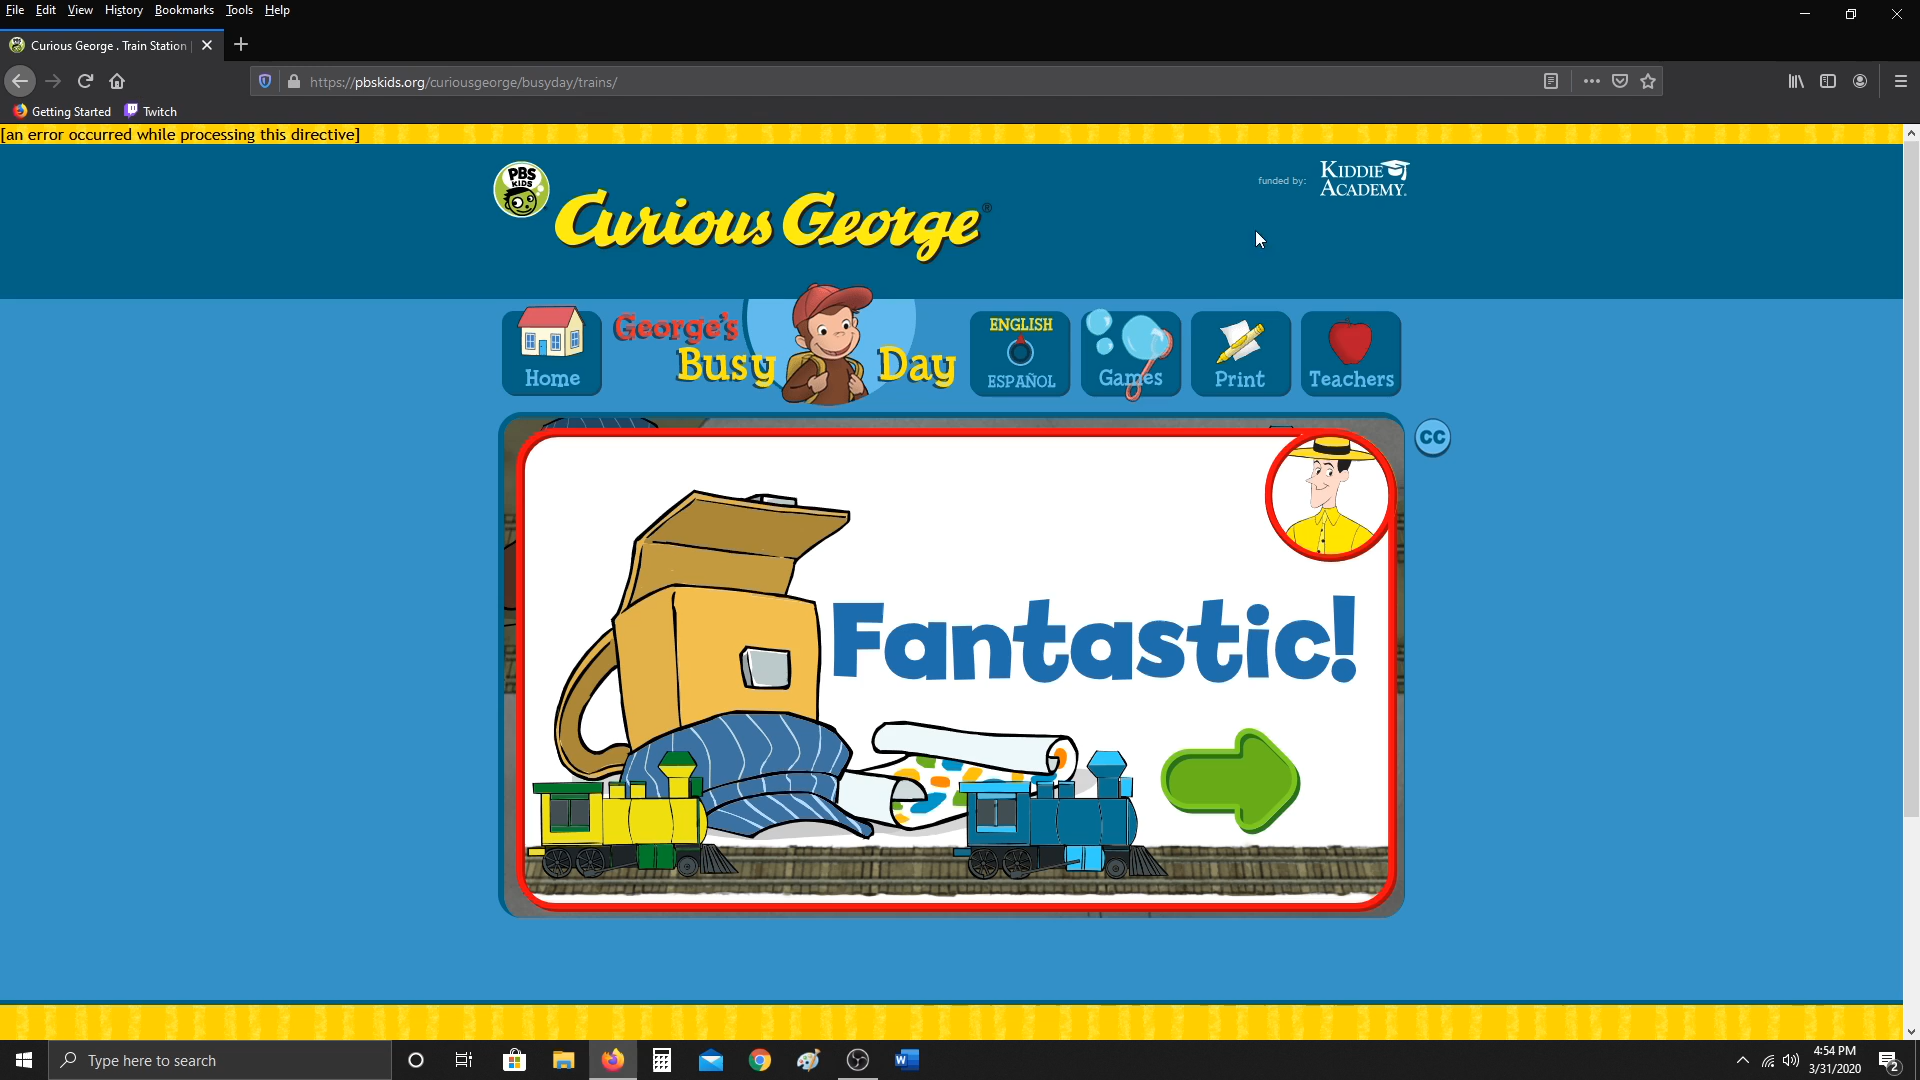 File Edit View History Bookmarks Tools Help
Curious George . Train Station |
https://pbskids.org/curiousgeorge/busyday/trains/
Getting Started Twitch
[an error occurred while processing this directive]
PBS
KIDS
Curious George®
funded by:
KIDDIE
ACADEMY.
Home
George's
Busy Day
ENGLISH
ESPAÑOL
Games
Print
Teachers
CC
Fantastic!
Type here to search
W
4:54 PM
3/31/2020
2